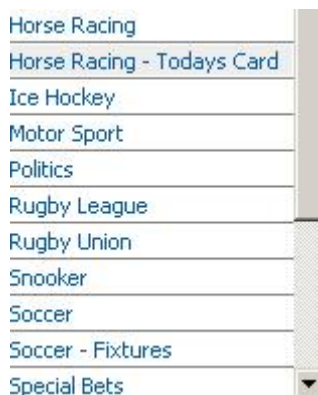 Horse Racing
Horse Racing - Todays Card
Ice Hockey
Motor Sport
Politics
Rugby League
Rugby Union
Snooker
Soccer
Soccer - Fixtures
Special Bets